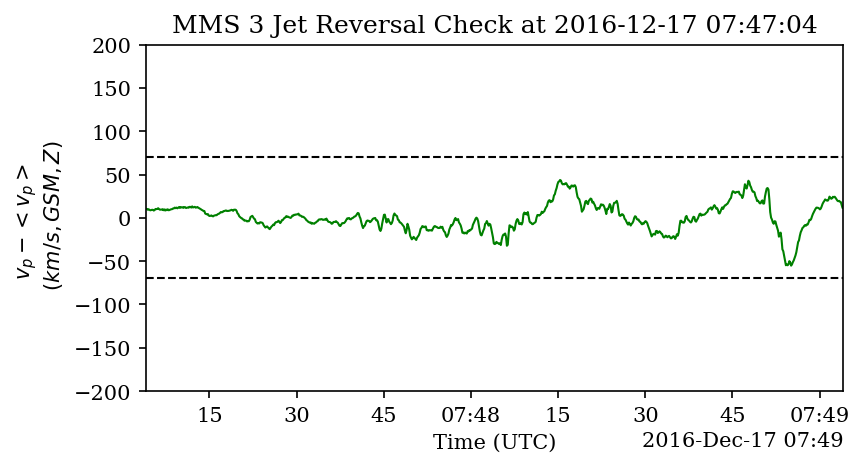 MMS 3 Jet Reversal Check at 2016-12-17 07:47:04
v_p − < v_p >
(km/s, GSM, Z)
200
150
100
50
0
−50
−100
−150
−200
15 30 45 07:48 15 30 45 07:49
Time (UTC)
2016-Dec-17 07:49